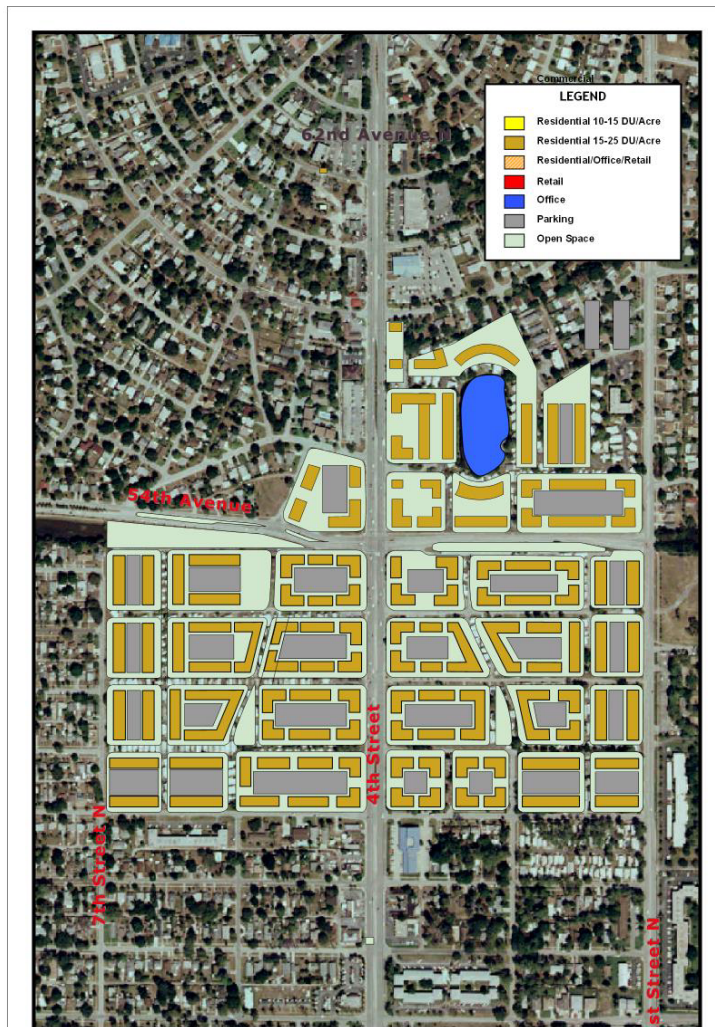 Commercial
LEGEND
Residential 10-15 DU/Acre
Residential 15-25 DU/Acre
Residential/Office/Retail
Retail
Office
Parking
Open Space
62nd Avenue N
54th Avenue
4th Street
7th Street N
st Street N